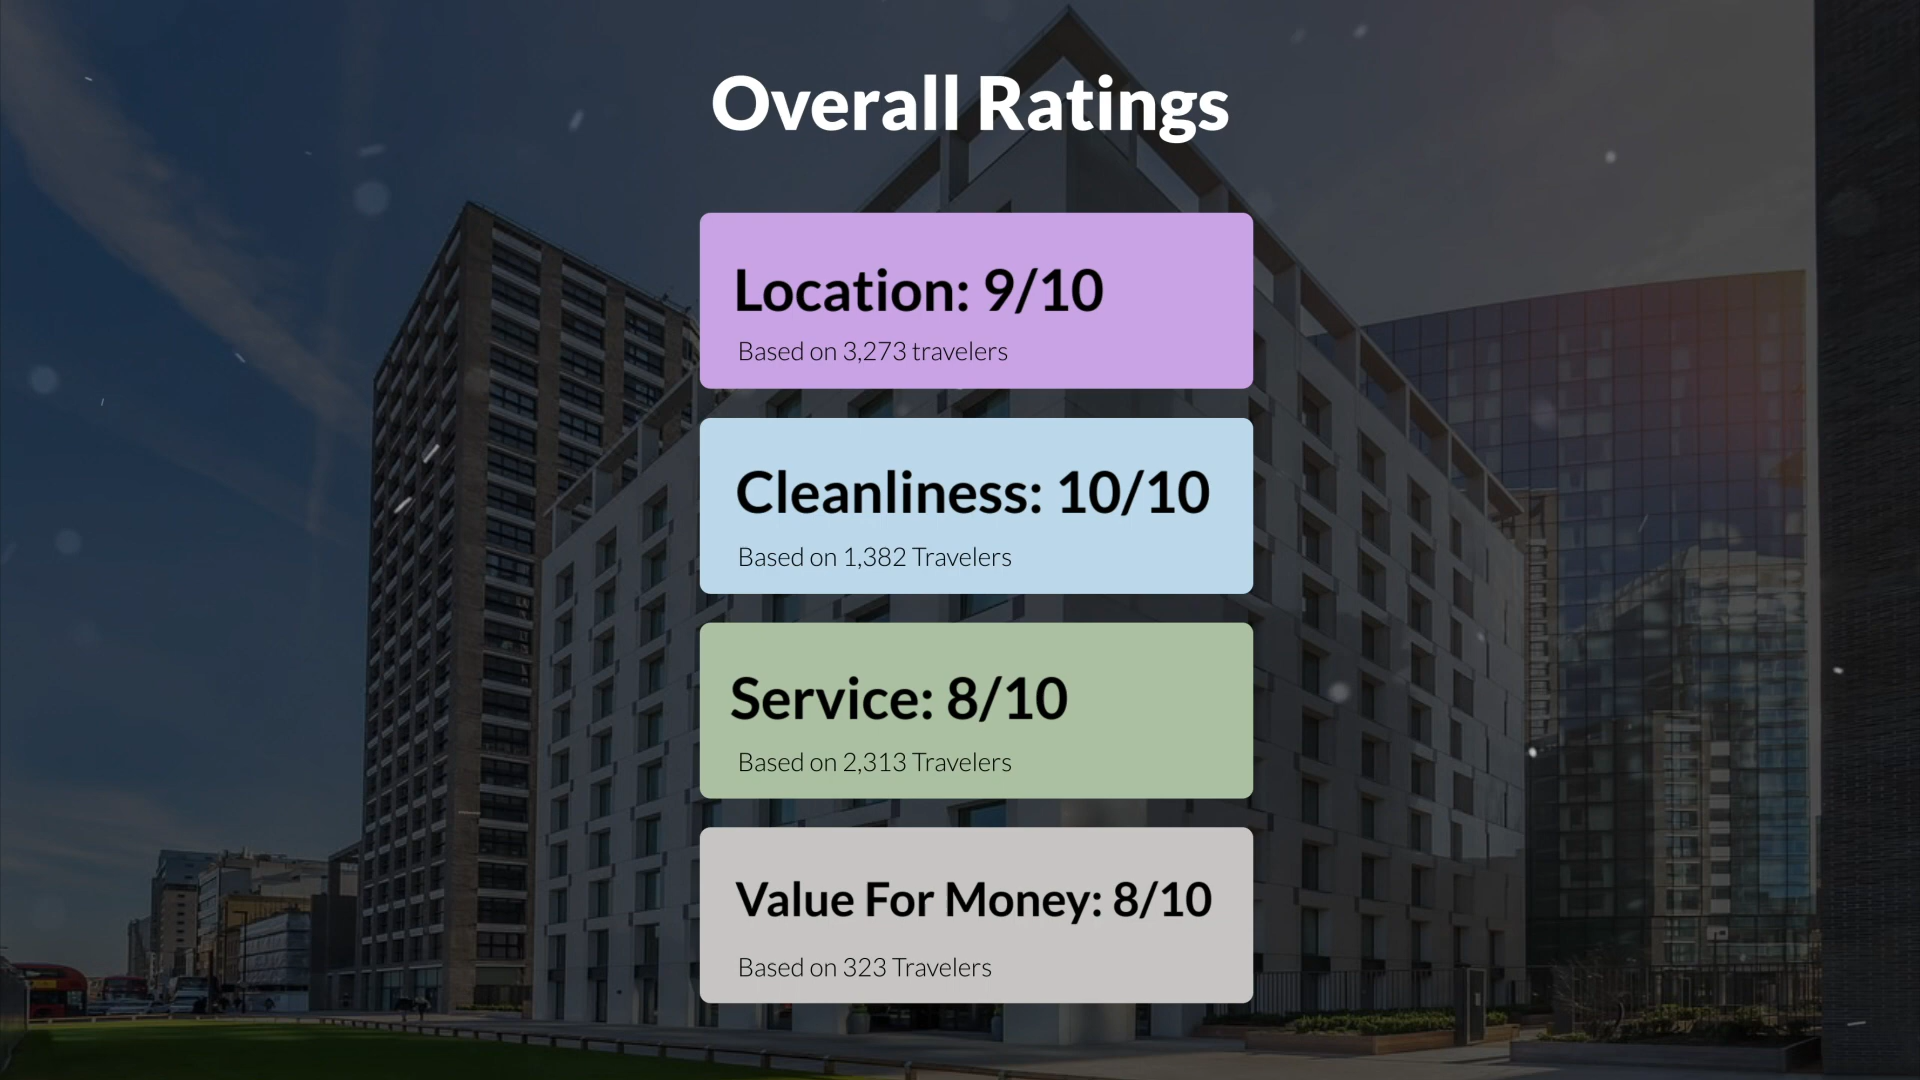 Overall Ratings
Location: 9/10
Based on 3,273 travelers
Cleanliness: 10/10
Based on 1,382 Travelers
Service: 8/10
Based on 2,313 Travelers
Value For Money: 8/10
Based on 323 Travelers